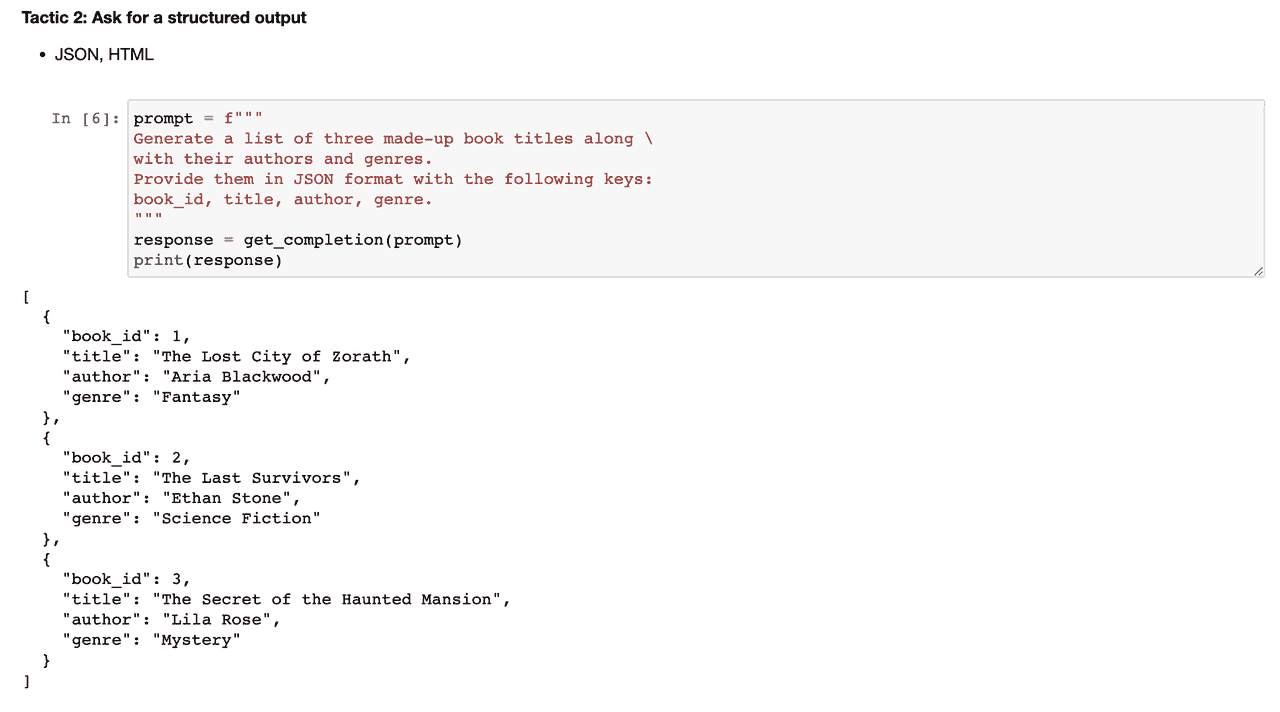 Tactic 2: Ask for a structured output
• JSON, HTML
In [6]: prompt = f"""
Generate a list of three made-up book titles along \
with their authors and genres.
Provide them in JSON format with the following keys:
book_id, title, author, genre.
"""
response = get_completion(prompt)
print(response)
[
  {
    "book_id": 1,
    "title": "The Lost City of Zorath",
    "author": "Aria Blackwood",
    "genre": "Fantasy"
  },
  {
    "book_id": 2,
    "title": "The Last Survivors",
    "author": "Ethan Stone",
    "genre": "Science Fiction"
  },
  {
    "book_id": 3,
    "title": "The Secret of the Haunted Mansion",
    "author": "Lila Rose",
    "genre": "Mystery"
  }
]